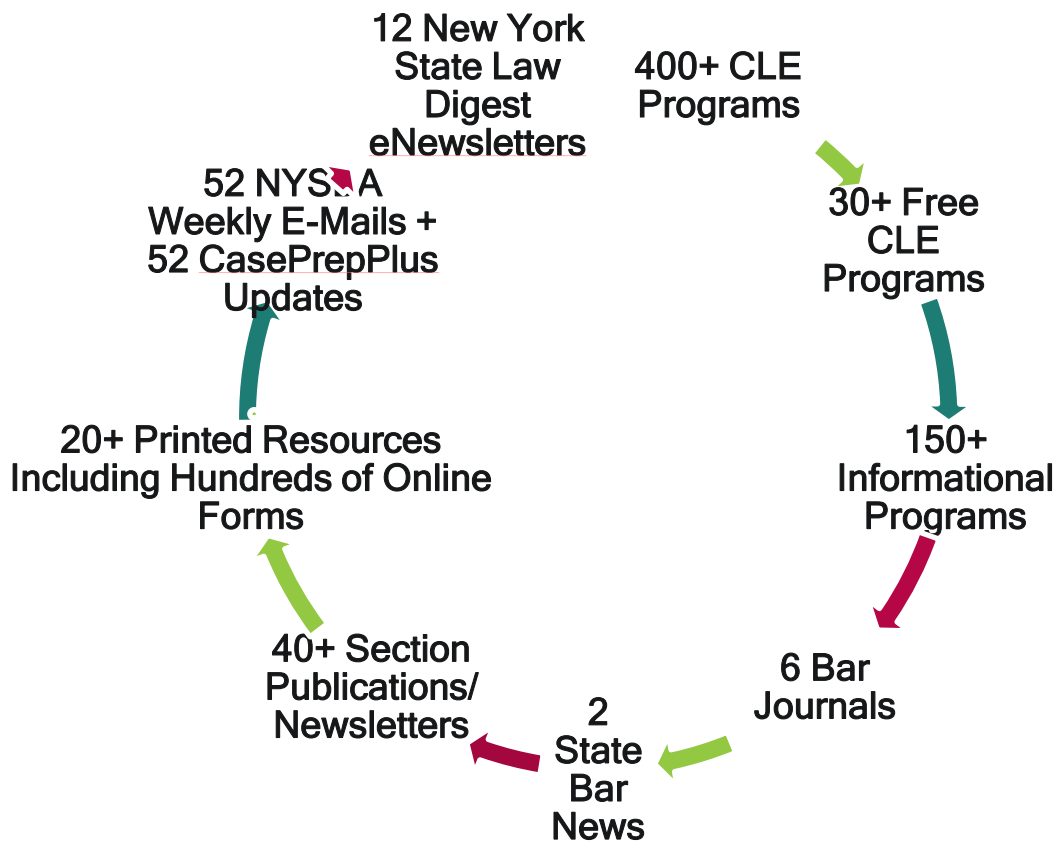 12 New York
State Law
Digest
eNewsletters
400+ CLE
Programs
30+ Free
CLE
Programs
150+
Informational
Programs
6 Bar
Journals
2
State
Bar
News
40+ Section
Publications/
Newsletters
20+ Printed Resources
Including Hundreds of Online
Forms
52 NYSBA
Weekly E-Mails +
52 CasePrepPlus
Updates